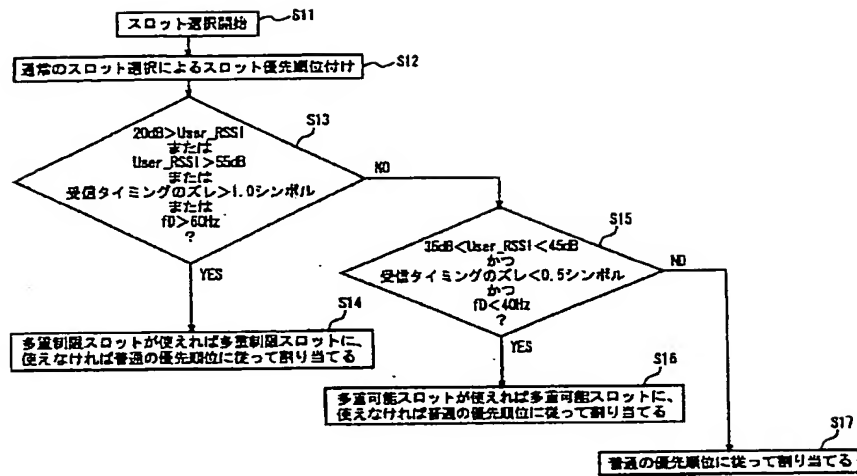 スロット選択開始
S11
通常のスロット選択によるスロット優先順位付け
S12
20dB>User_RSSI
または
User_RSSI>55dB
または
受信タイミングのズレ>1.0シンボル
または
fD>60Hz
?
S13
NO
YES
S14
多重制限スロットが使えれば多重制限スロットに、
使えなければ普通の優先順位に従って割り当てる
35dB<User_RSSI<45dB
かつ
受信タイミングのズレ<0.5シンボル
かつ
fD<40Hz
?
S15
NO
YES
S16
多重可能スロットが使えれば多重可能スロットに、
使えなければ普通の優先順位に従って割り当てる
S17
普通の優先順位に従って割り当てる